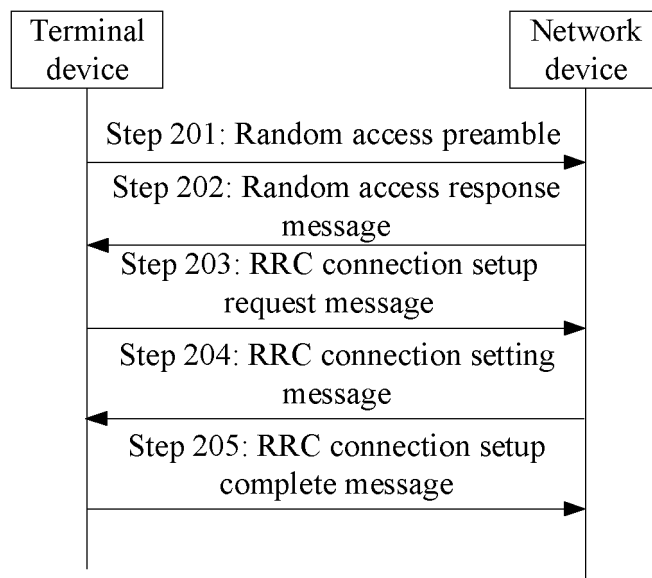 Terminal
device
Network
device
Step 201: Random access preamble
Step 202: Random access response
message
Step 203: RRC connection setup
request message
Step 204: RRC connection setting
message
Step 205: RRC connection setup
complete message